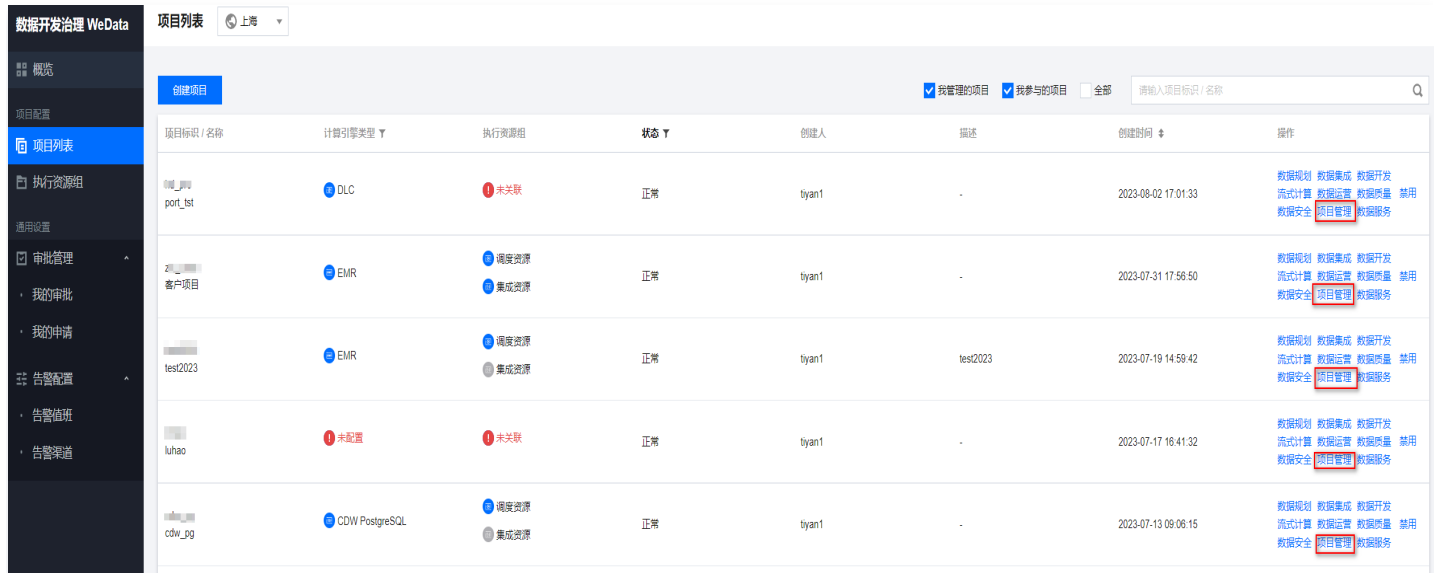 数据开发治理 WeData
项目列表 上海
概览
创建项目 我管理的项目 我参与的项目 全部 请输入项目标识 / 名称
项目配置
项目列表
执行资源组
通用设置
审批管理
我的审批
我的申请
告警配置
告警值班
告警渠道
项目标识 / 名称 计算引擎类型 执行资源组 状态 创建人 描述 创建时间 操作
port_tst DLC 未关联 正常 tiyan1 - 2023-08-02 17:01:33
数据规划 数据集成 数据开发
流式计算 数据运营 数据质量 禁用
数据安全 项目管理 数据服务
客户项目 EMR 调度资源 集成资源 正常 tiyan1 - 2023-07-31 17:56:50
数据规划 数据集成 数据开发
流式计算 数据运营 数据质量 禁用
数据安全 项目管理 数据服务
test2023 EMR 调度资源 集成资源 正常 tiyan1 test2023 2023-07-19 14:59:42
数据规划 数据集成 数据开发
流式计算 数据运营 数据质量 禁用
数据安全 项目管理 数据服务
luhao 未配置 未关联 正常 tiyan1 - 2023-07-17 16:41:32
数据规划 数据集成 数据开发
流式计算 数据运营 数据质量 禁用
数据安全 项目管理 数据服务
cdw_pg CDW PostgreSQL 调度资源 集成资源 正常 tiyan1 - 2023-07-13 09:06:15
数据规划 数据集成 数据开发
流式计算 数据运营 数据质量 禁用
数据安全 项目管理 数据服务